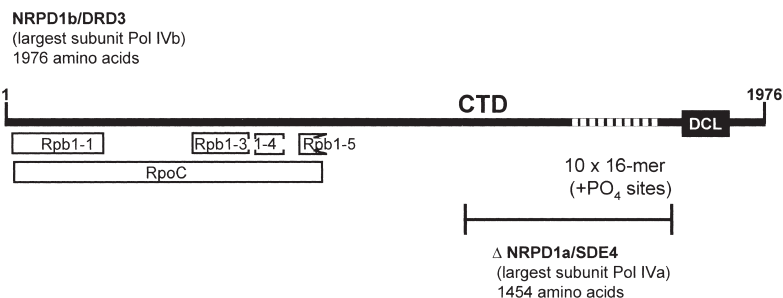 NRPD1b/DRD3
(largest subunit Pol IVb)
1976 amino acids
1
CTD
1976
DCL
Rpb1-1
Rpb1-3
1-4
Rpb1-5
RpoC
10 x 16-mer
(+PO4 sites)
Δ NRPD1a/SDE4
(largest subunit Pol IVa)
1454 amino acids